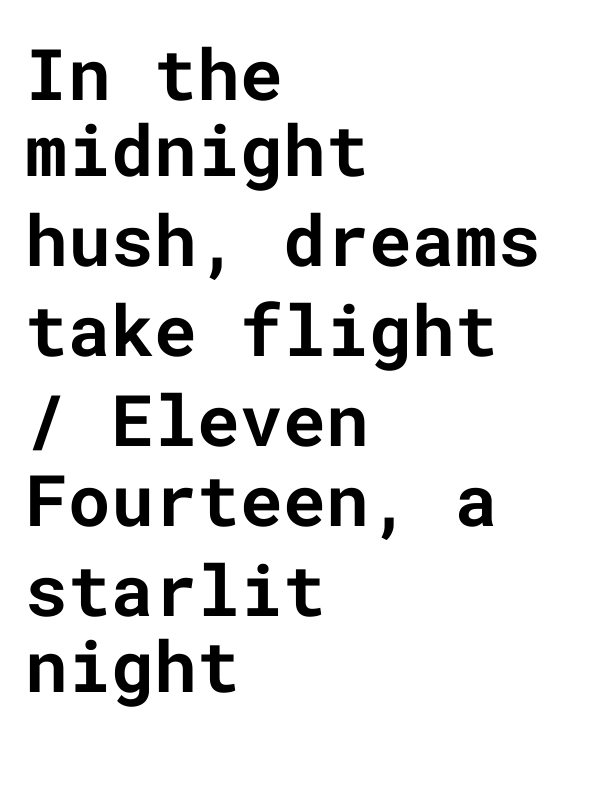 In the
midnight
hush, dreams
take flight
/ Eleven
Fourteen, a
starlit
night